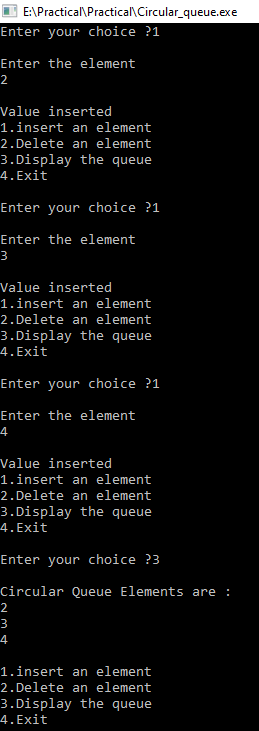 E:\Practical\Practical\Circular_queue.exe
Enter your choice ?1
Enter the element
2
Value inserted
1.insert an element
2.Delete an element
3.Display the queue
4.Exit
Enter your choice ?1
Enter the element
3
Value inserted
1.insert an element
2.Delete an element
3.Display the queue
4.Exit
Enter your choice ?1
Enter the element
4
Value inserted
1.insert an element
2.Delete an element
3.Display the queue
4.Exit
Enter your choice ?3
Circular Queue Elements are :
2
3
4
1.insert an element
2.Delete an element
3.Display the queue
4.Exit